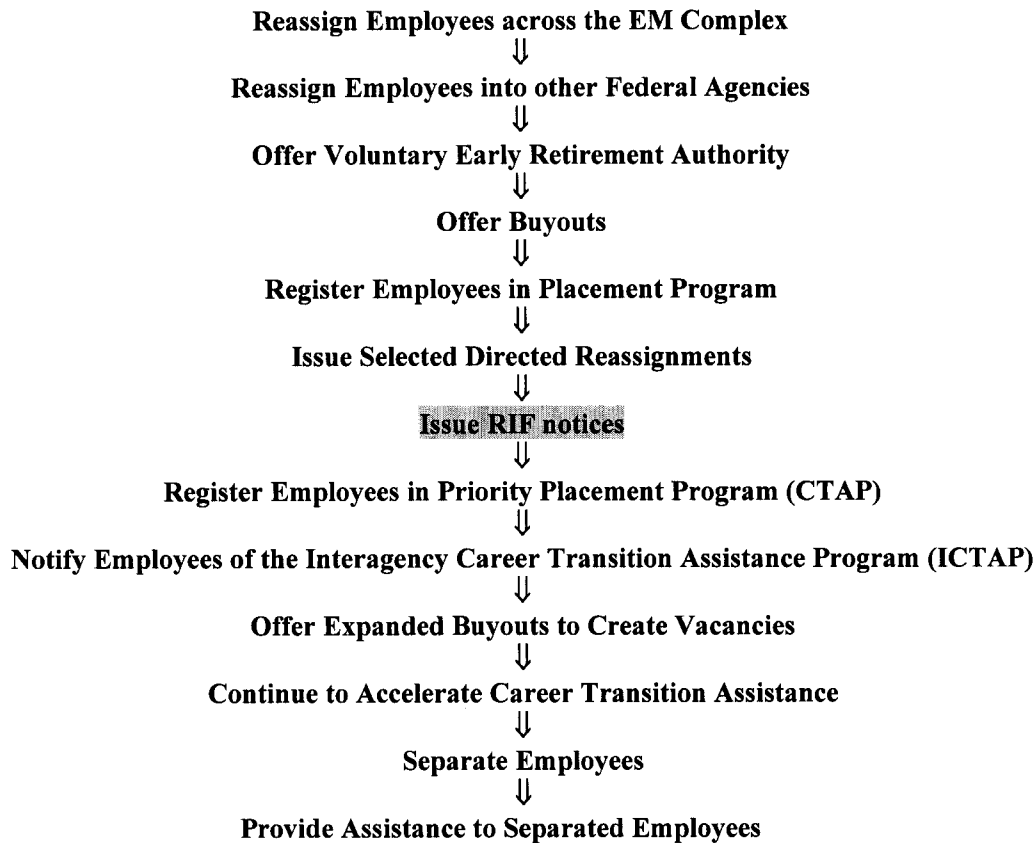 Reassign Employees across the EM Complex
⇓
Reassign Employees into other Federal Agencies
⇓
Offer Voluntary Early Retirement Authority
⇓
Offer Buyouts
⇓
Register Employees in Placement Program
⇓
Issue Selected Directed Reassignments
⇓
Issue RIF notices
⇓
Register Employees in Priority Placement Program (CTAP)
⇓
Notify Employees of the Interagency Career Transition Assistance Program (ICTAP)
⇓
Offer Expanded Buyouts to Create Vacancies
⇓
Continue to Accelerate Career Transition Assistance
⇓
Separate Employees
⇓
Provide Assistance to Separated Employees